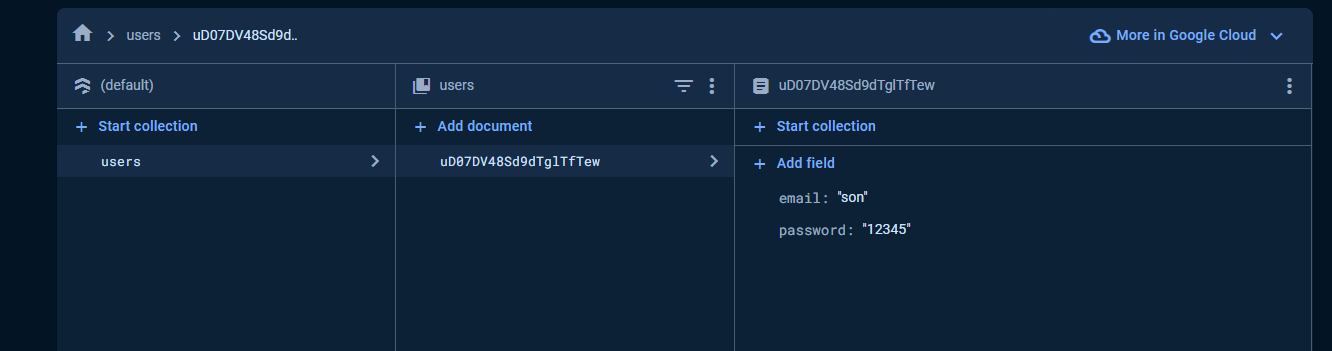 users uD07DV48Sd9d.. More in Google Cloud
(default) users uD07DV48Sd9dTglTfTew
+ Start collection + Add document + Start collection
users uD07DV48Sd9dTglTfTew + Add field
email: "son"
password: "12345"